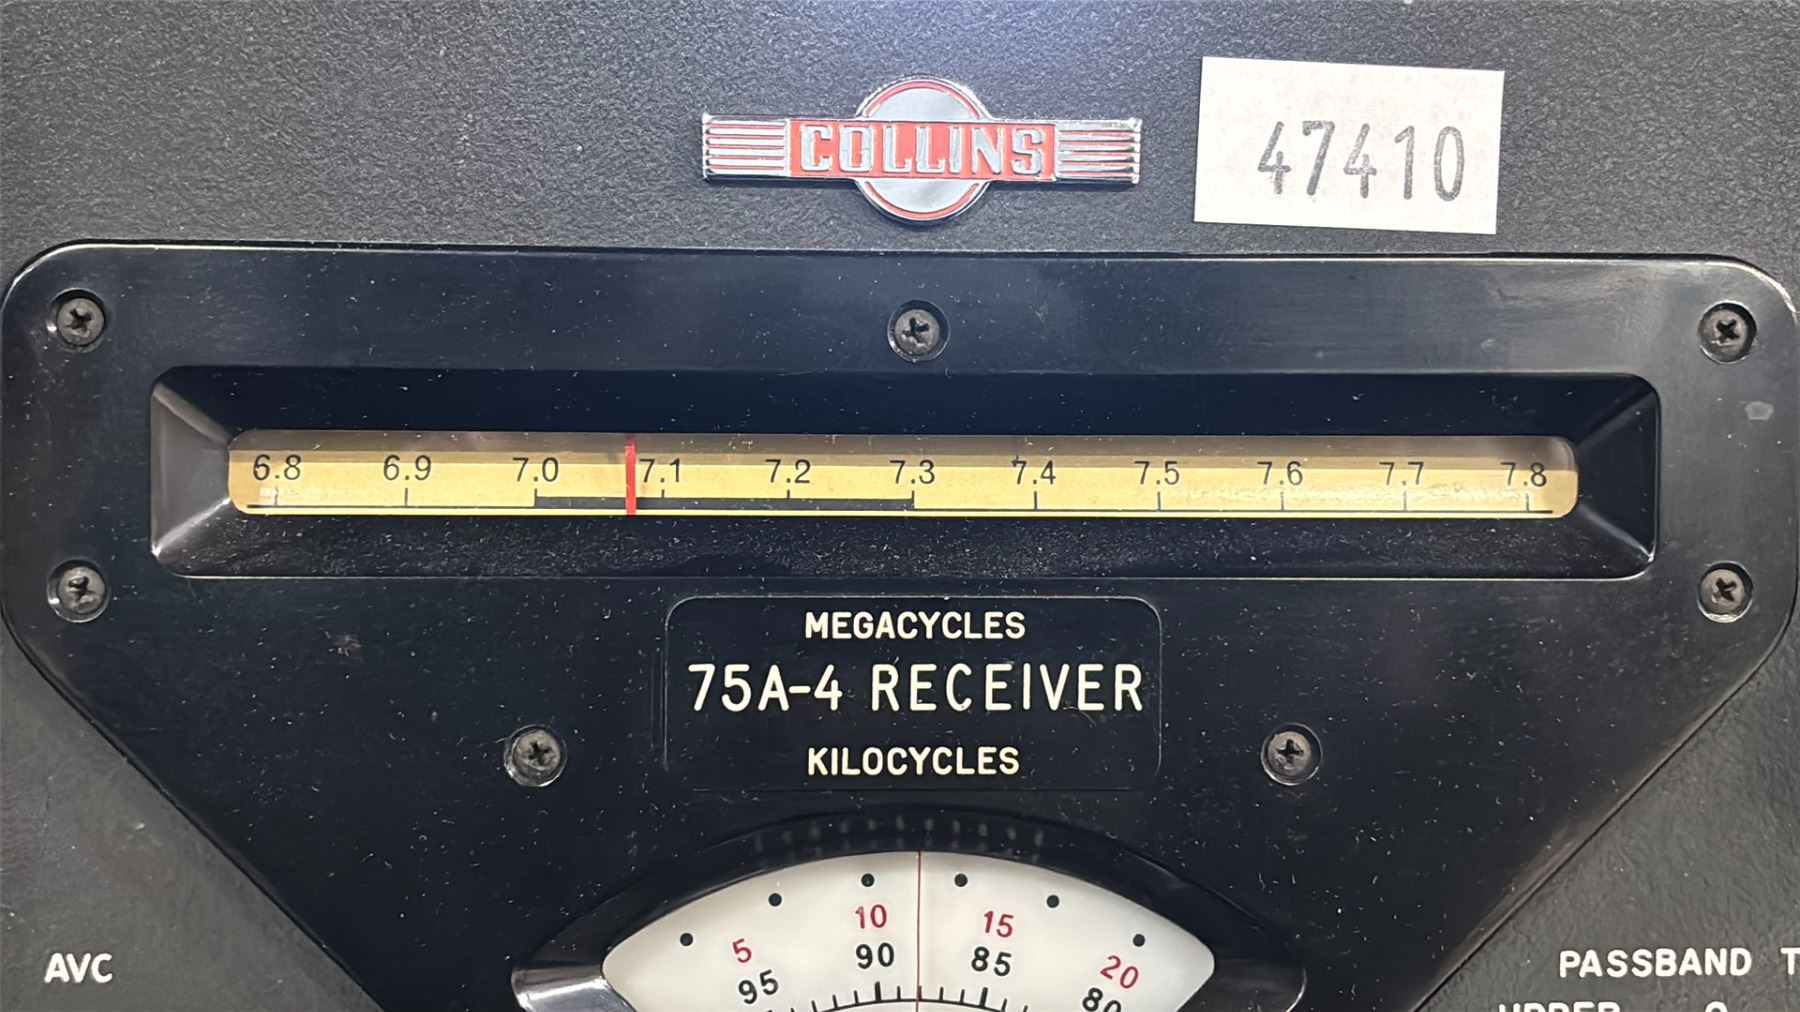 COLLINS
47410
6.8 6.9 7.0 7.1 7.2 7.3 7.4 7.5 7.6 7.7 7.8
MEGACYCLES
75A-4 RECEIVER
KILOCYCLES
5 10 15 20
95 90 85 80
AVC
PASSBAND
UPPER